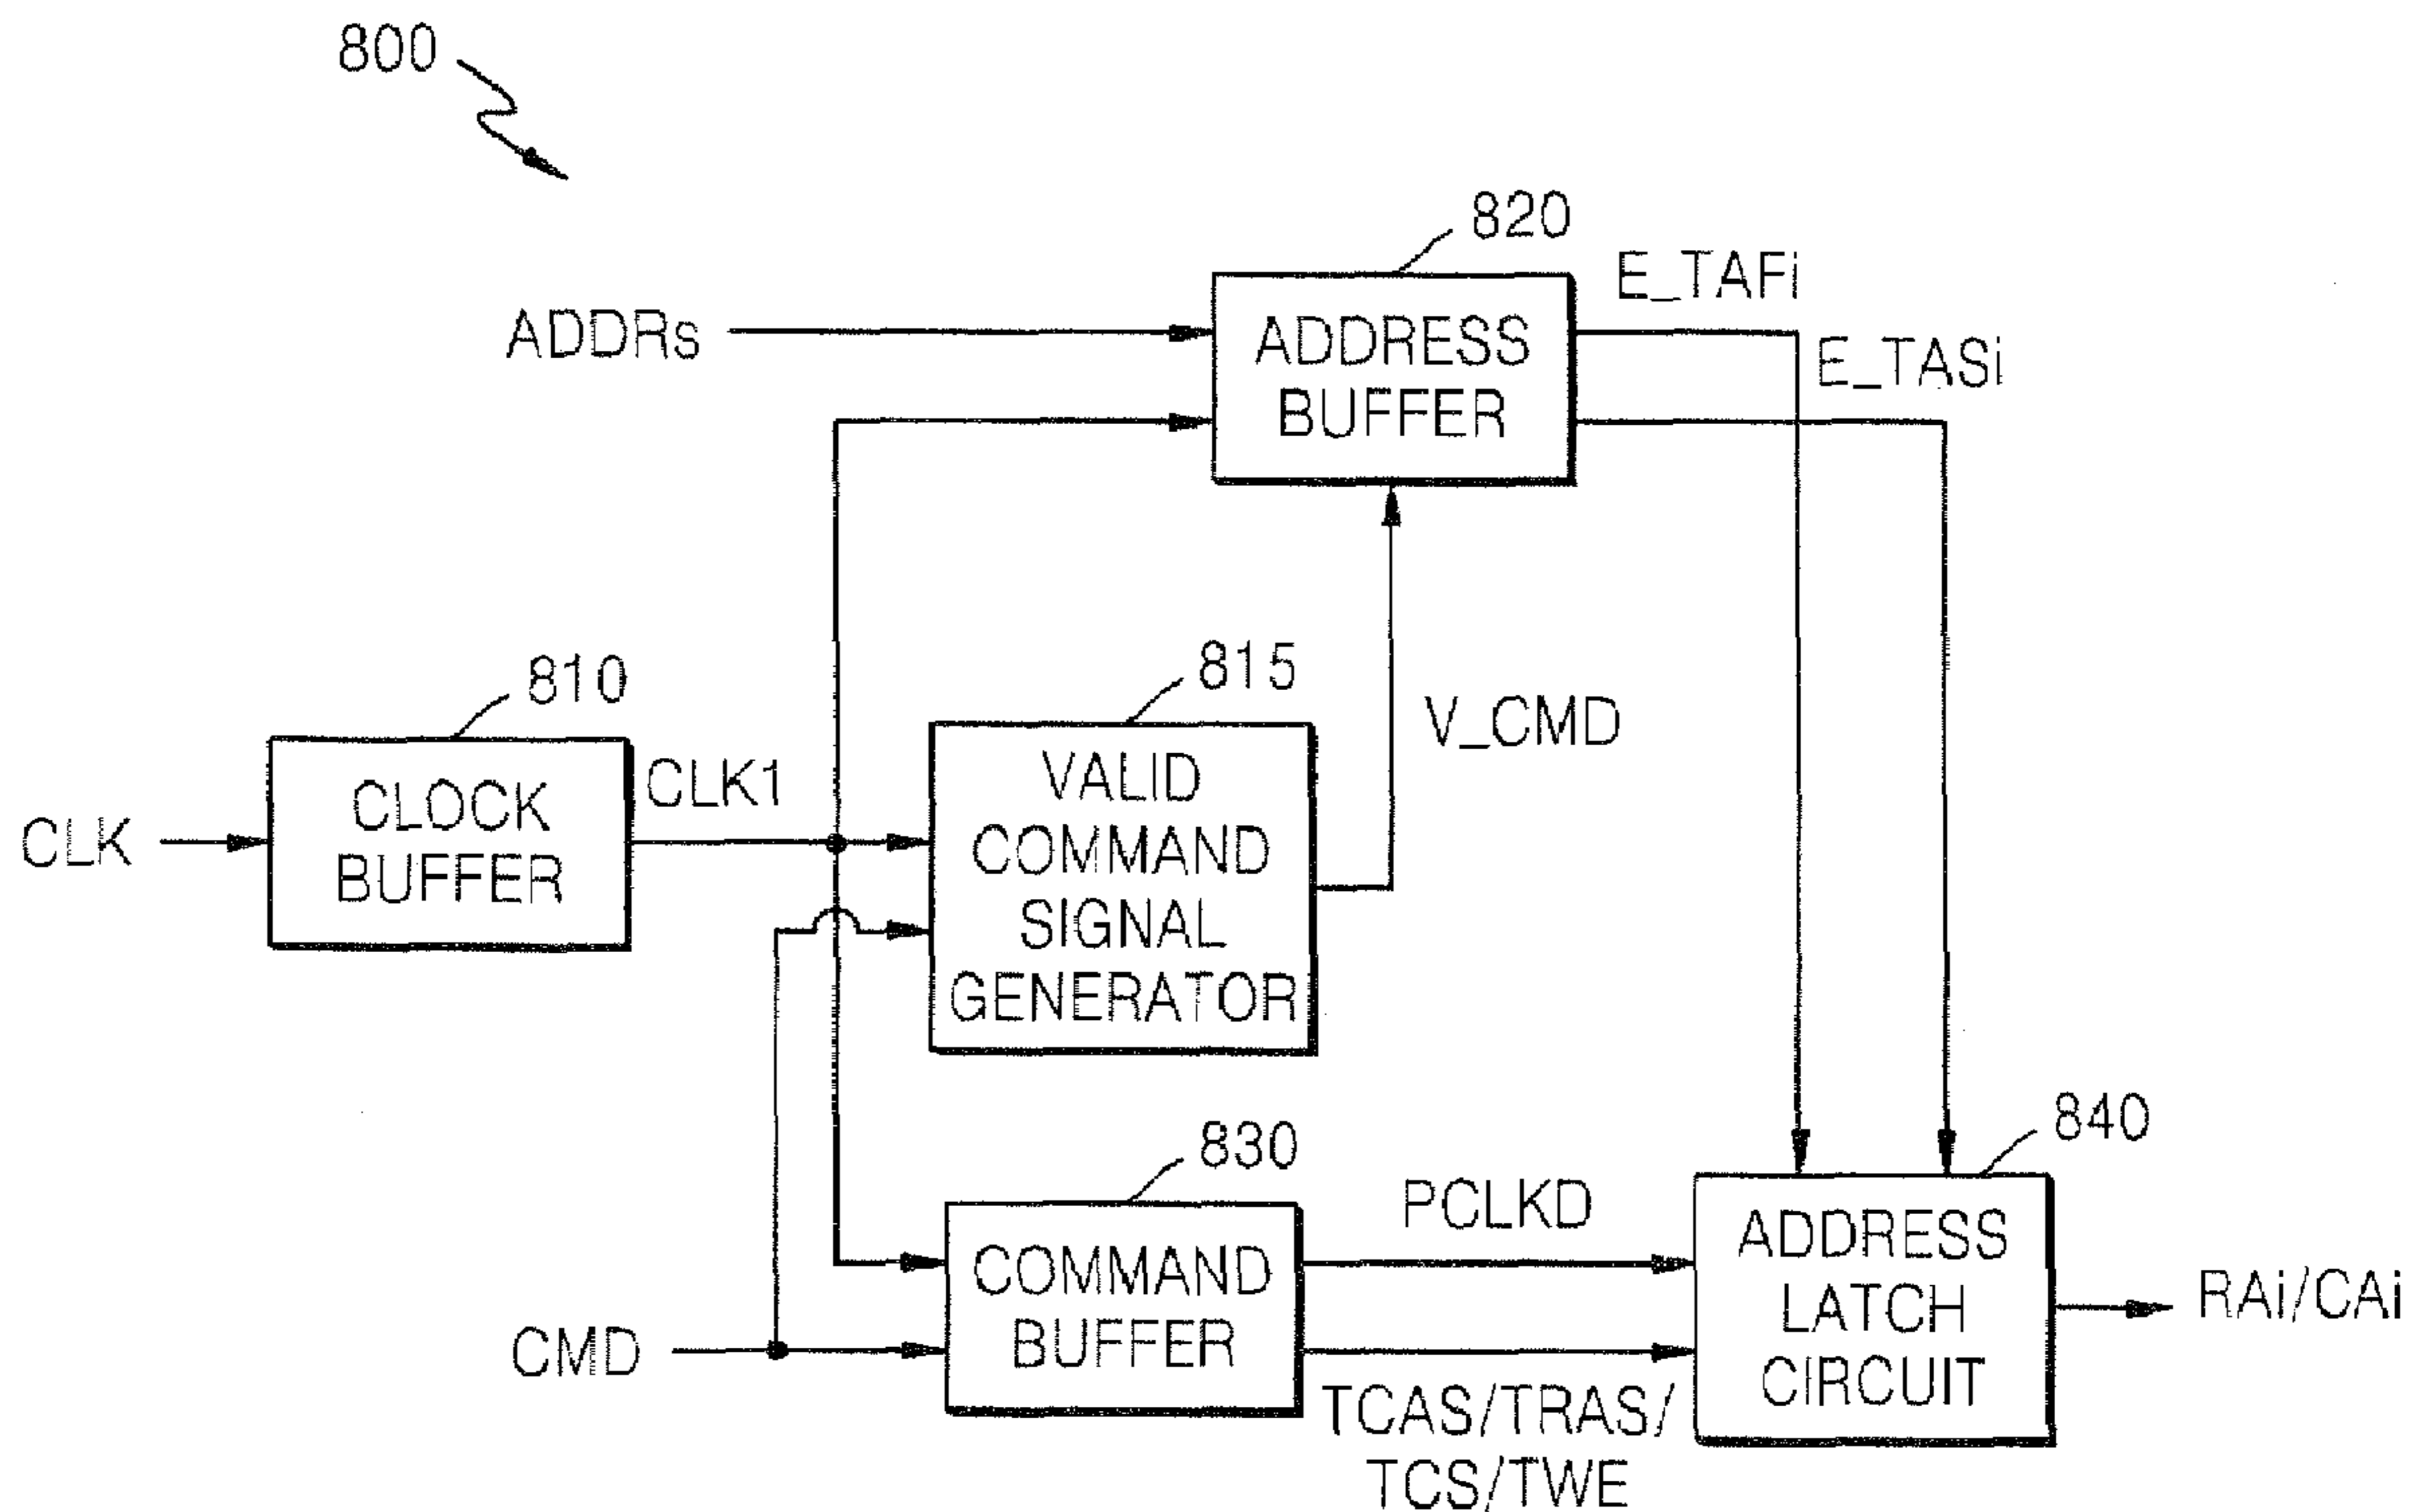 800
820
E_TAFi
ADDRs
ADDRESS
BUFFER
E_TASi
810
815
V_CMD
CLK
CLOCK
BUFFER
CLK1
VALID
COMMAND
SIGNAL
GENERATOR
830
840
PCLKD
CMD
COMMAND
BUFFER
ADDRESS
LATCH
CIRCUIT
RAi/CAi
TCAS/TRAS/
TCS/TWE